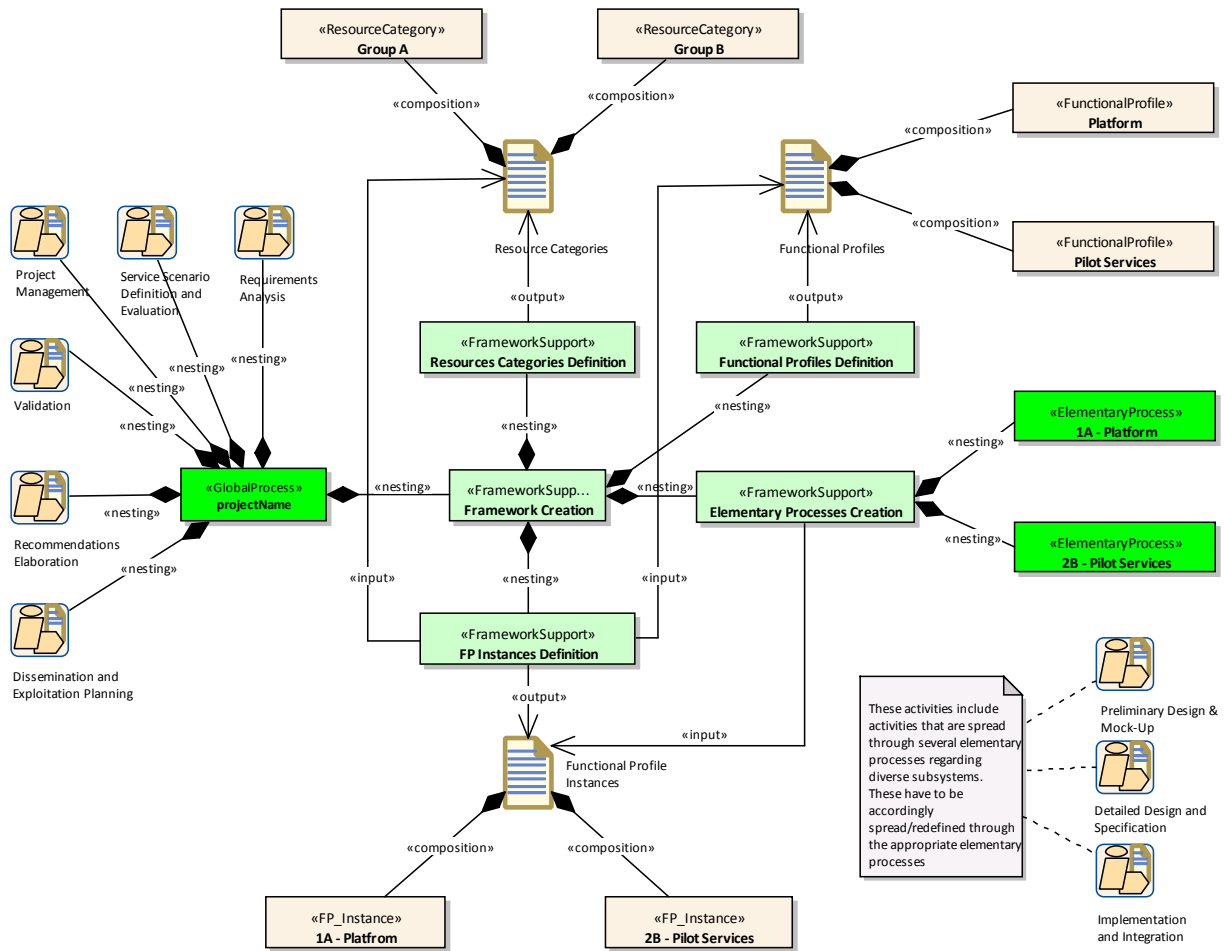 «ResourceCategory»
Group A
«ResourceCategory»
Group B
«composition»
«composition»
«FunctionalProfile»
Platform
«composition»
«composition»
«FunctionalProfile»
Pilot Services
Resource Categories
Functional Profiles
Project
Management
Service Scenario
Definition and
Evaluation
Requirements
Analysis
«output»
«output»
«FrameworkSupport»
Resources Categories Definition
«FrameworkSupport»
Functional Profiles Definition
«nesting»
«nesting»
«nesting»
«nesting»
Validation
«nesting»
«nesting»
«nesting»
«ElementaryProcess»
1A - Platform
«nesting»
«GlobalProcess»
projectName
«nesting»
«FrameworkSupp...
Framework Creation
«nesting»
«FrameworkSupport»
Elementary Processes Creation
«nesting»
«nesting»
«ElementaryProcess»
2B - Pilot Services
Recommendations
Elaboration
«nesting»
«input»
«nesting»
«input»
«FrameworkSupport»
FP Instances Definition
Dissemination and
Exploitation Planning
«output»
«input»
Functional Profile
Instances
These activities include
activities that are spread
through several elementary
processes regarding
diverse subsystems.
These have to be
accordingly
spread/redefined through
the appropriate elementary
processes
Preliminary Design &
Mock-Up
Detailed Design and
Specification
Implementation
and Integration
«composition»
«composition»
«FP_Instance»
1A - Platfrom
«FP_Instance»
2B - Pilot Services